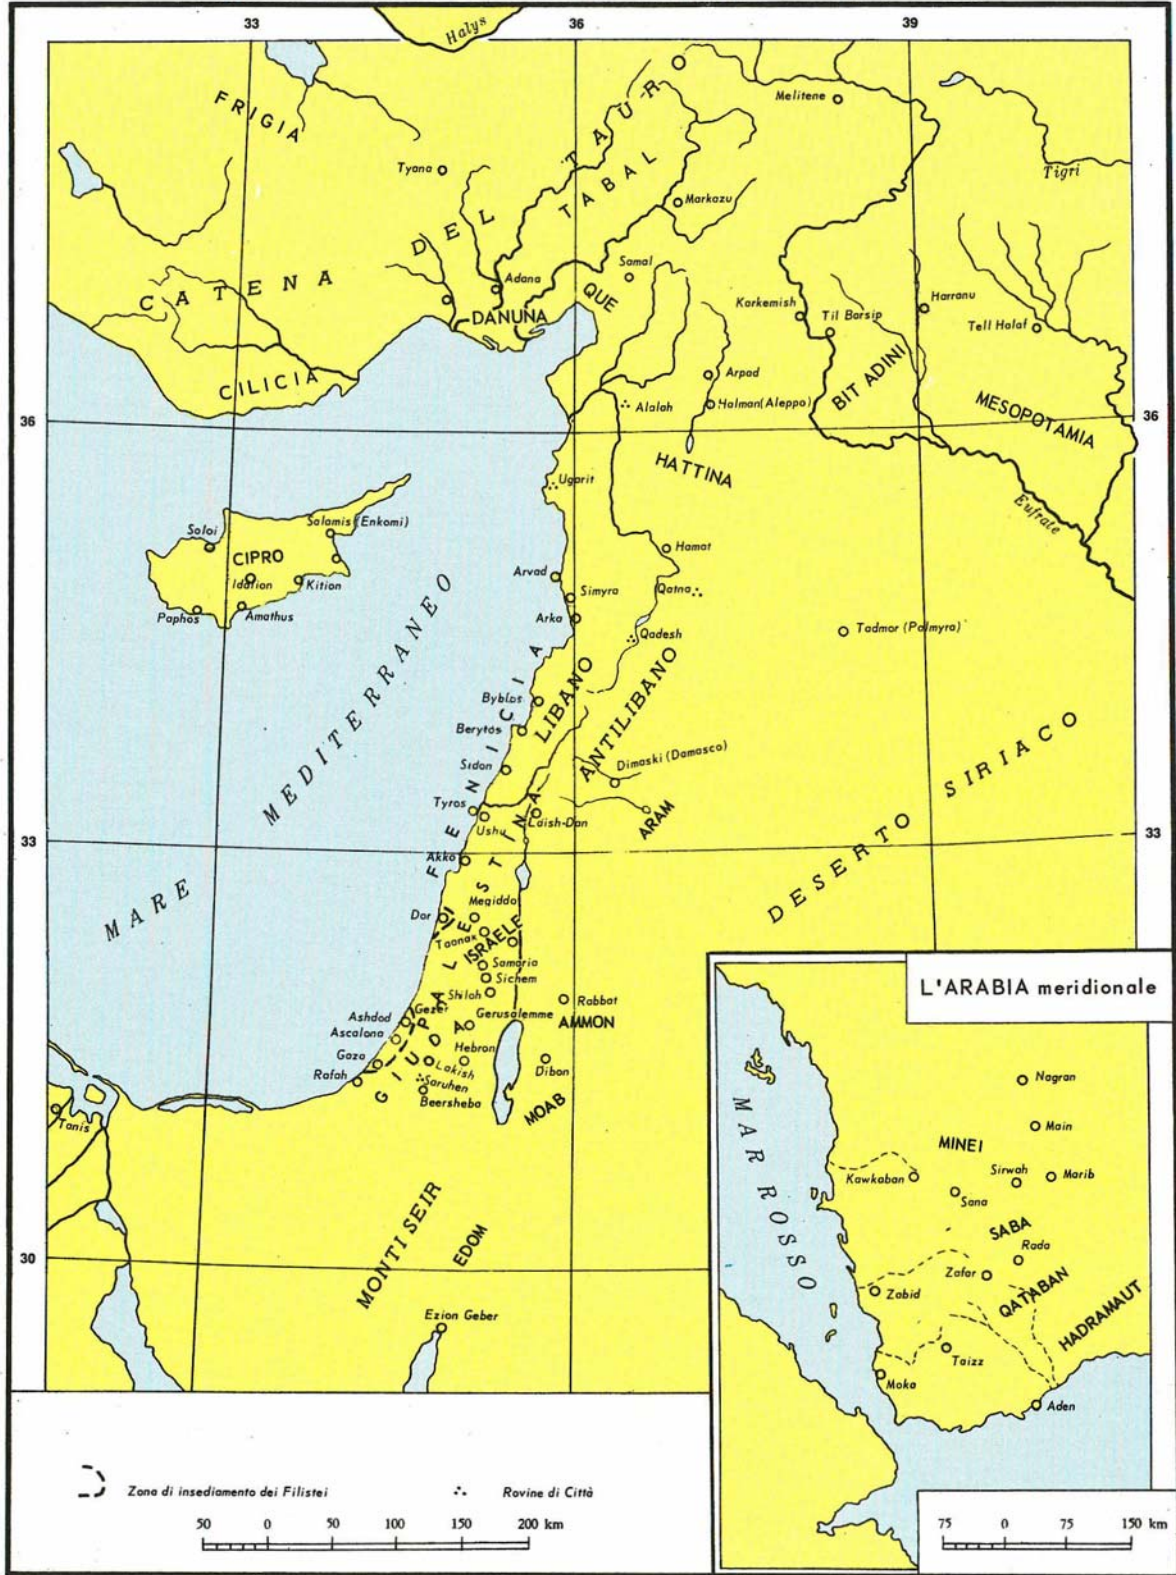 33
36
39
Halys
FRIGIA
Melitene
Tyana
Tigri
CATENA DEL TAURO
TABAL
Markazu
Samal
Adana
QUE
DANUNA
Karkemish
Til Barsip
Harranu
Tell Halaf
CILICIA
Arpad
BIT ADINI
MESOPOTAMIA
36
Alalah
Halman (Aleppo)
36
HATTINA
Ugarit
Eufrate
Soloi
Salamis (Enkomi)
CIPRO
Idalion
Kition
Paphos
Amathus
Hamat
Arvad
Simyra
Qatna
Arka
Qadesh
Tadmor (Palmyra)
MARE MEDITERRANEO
FENICIA
LIBANO
ANTILIBANO
Byblos
Berytos
Sidon
Dimaski (Damasco)
DESERTO SIRIACO
Tyros
Ushu
Laish-Dan
ARAM
33
33
Akko
PALESTINA
Dor
Megiddo
Taanak
ISRAELE
Samaria
Sichem
Shilah
Rabbat
AMMON
Ashdod
Gezer
Gerusalemme
Ascalona
GIUDA
Hebron
Gaza
Lakish
Dibon
Rafah
Saruhen
Beersheba
MOAB
Tanis
MONTI SEIR
EDOM
30
Ezion Geber
L'ARABIA meridionale
MAR ROSSO
Nagran
Main
MINEI
Kawkaban
Sirwah
Marib
Sana
SABA
Rada
Zafar
QATABAN
HADRAMAUT
Zabid
Taizz
Moka
Aden
Zona di insediamento dei Filistei
Rovine di Città
50 0 50 100 150 200 km
75 0 75 150 km